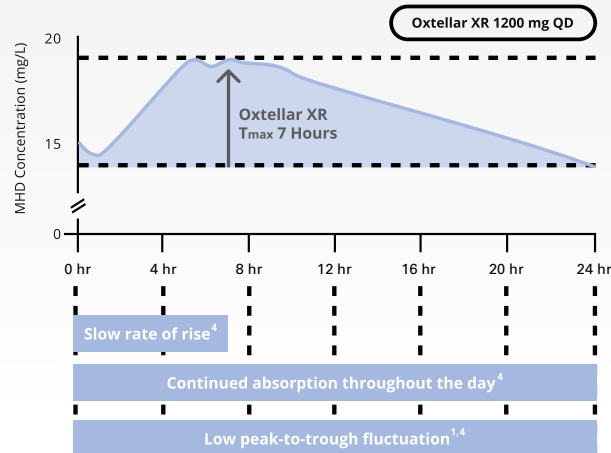 Oxtellar XR 1200 mg QD
MHD Concentration (mg/L)
20
15
0
Oxtellar XR
Tmax 7 Hours
0 hr 4 hr 8 hr 12 hr 16 hr 20 hr 24 hr
Slow rate of rise⁴
Continued absorption throughout the day⁴
Low peak-to-trough fluctuation¹,⁴